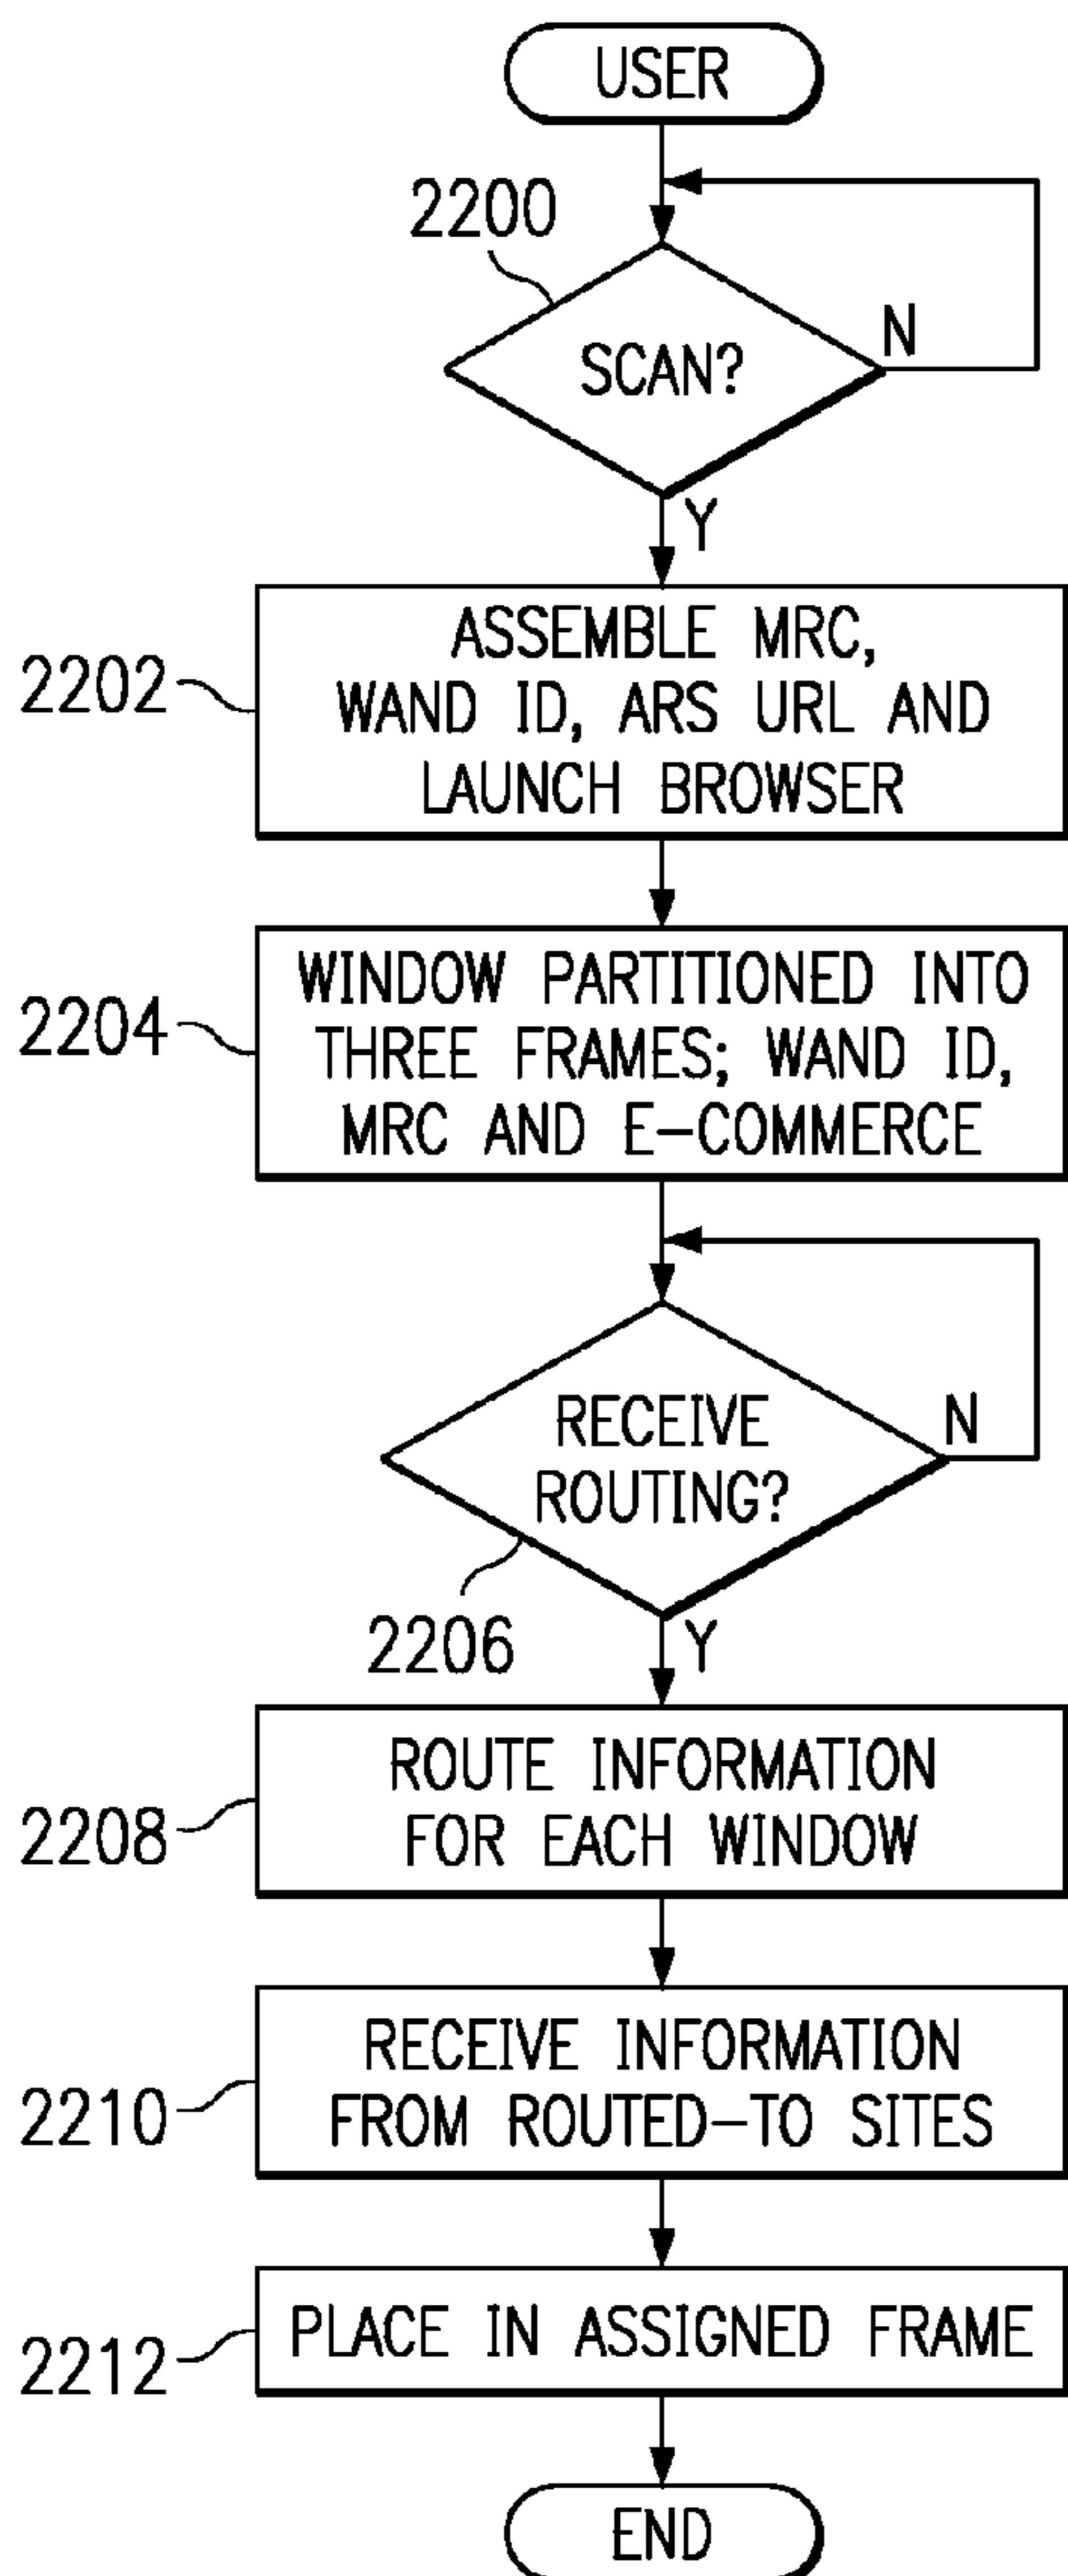 USER
2200
SCAN?
N
Y
2202
ASSEMBLE MRC,
WAND ID, ARS URL AND
LAUNCH BROWSER
2204
WINDOW PARTITIONED INTO
THREE FRAMES; WAND ID,
MRC AND E-COMMERCE
RECEIVE
ROUTING?
N
2206
Y
2208
ROUTE INFORMATION
FOR EACH WINDOW
2210
RECEIVE INFORMATION
FROM ROUTED-TO SITES
2212
PLACE IN ASSIGNED FRAME
END